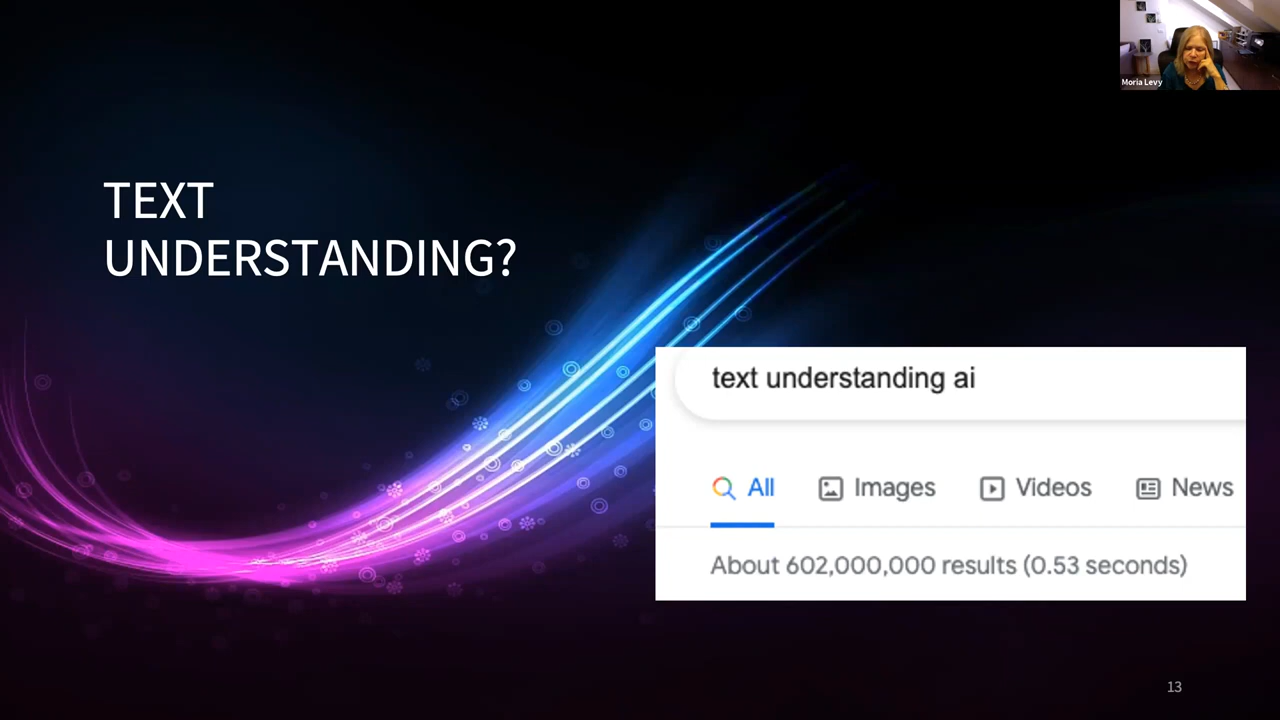 Moria Levy
TEXT
UNDERSTANDING?
text understanding ai
All Images Videos News
About 602,000,000 results (0.53 seconds)
13